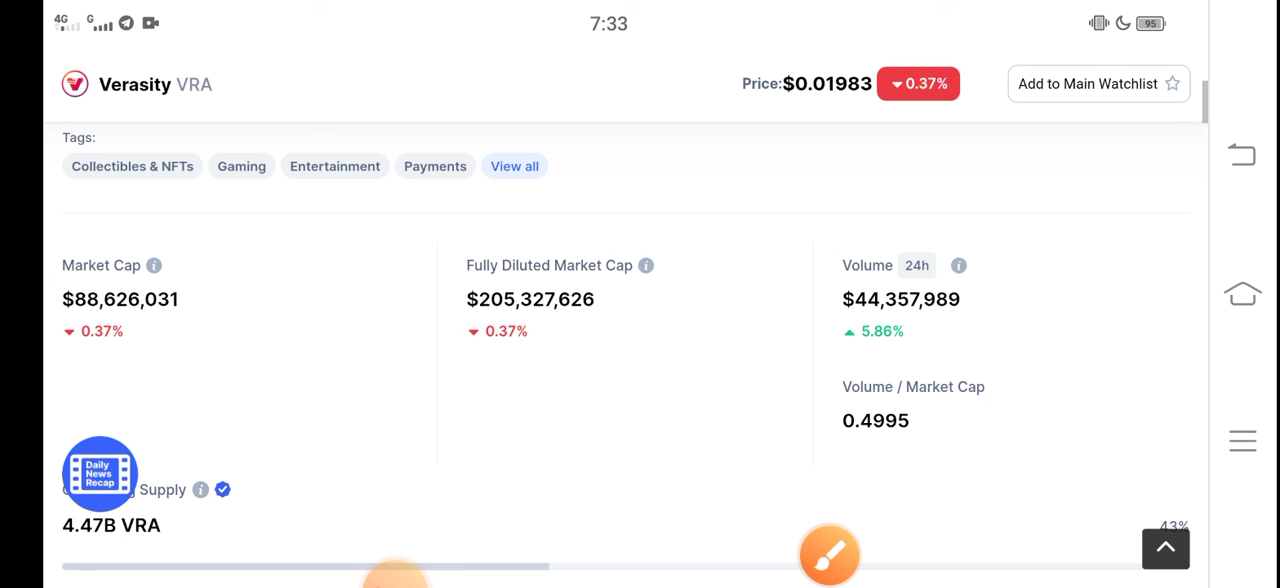 4G G 7:33 95
Verasity VRA Price:$0.01983 0.37% Add to Main Watchlist
Tags:
Collectibles & NFTs Gaming Entertainment Payments View all
Market Cap Fully Diluted Market Cap Volume 24h
$88,626,031 $205,327,626 $44,357,989
0.37% 0.37% 5.86%
Volume / Market Cap
0.4995
Daily
News
Recap
Supply
4.47B VRA 43%